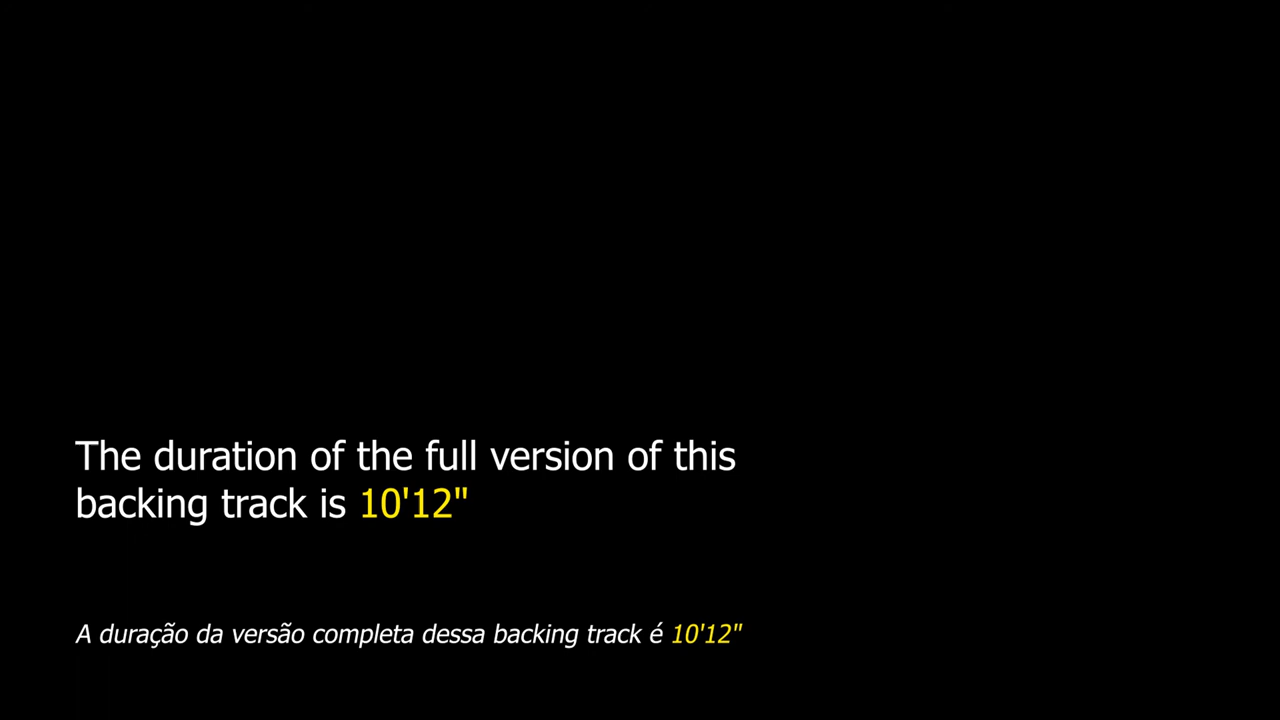 The duration of the full version of this
backing track is 10'12"
A duração da versão completa dessa backing track é 10'12"